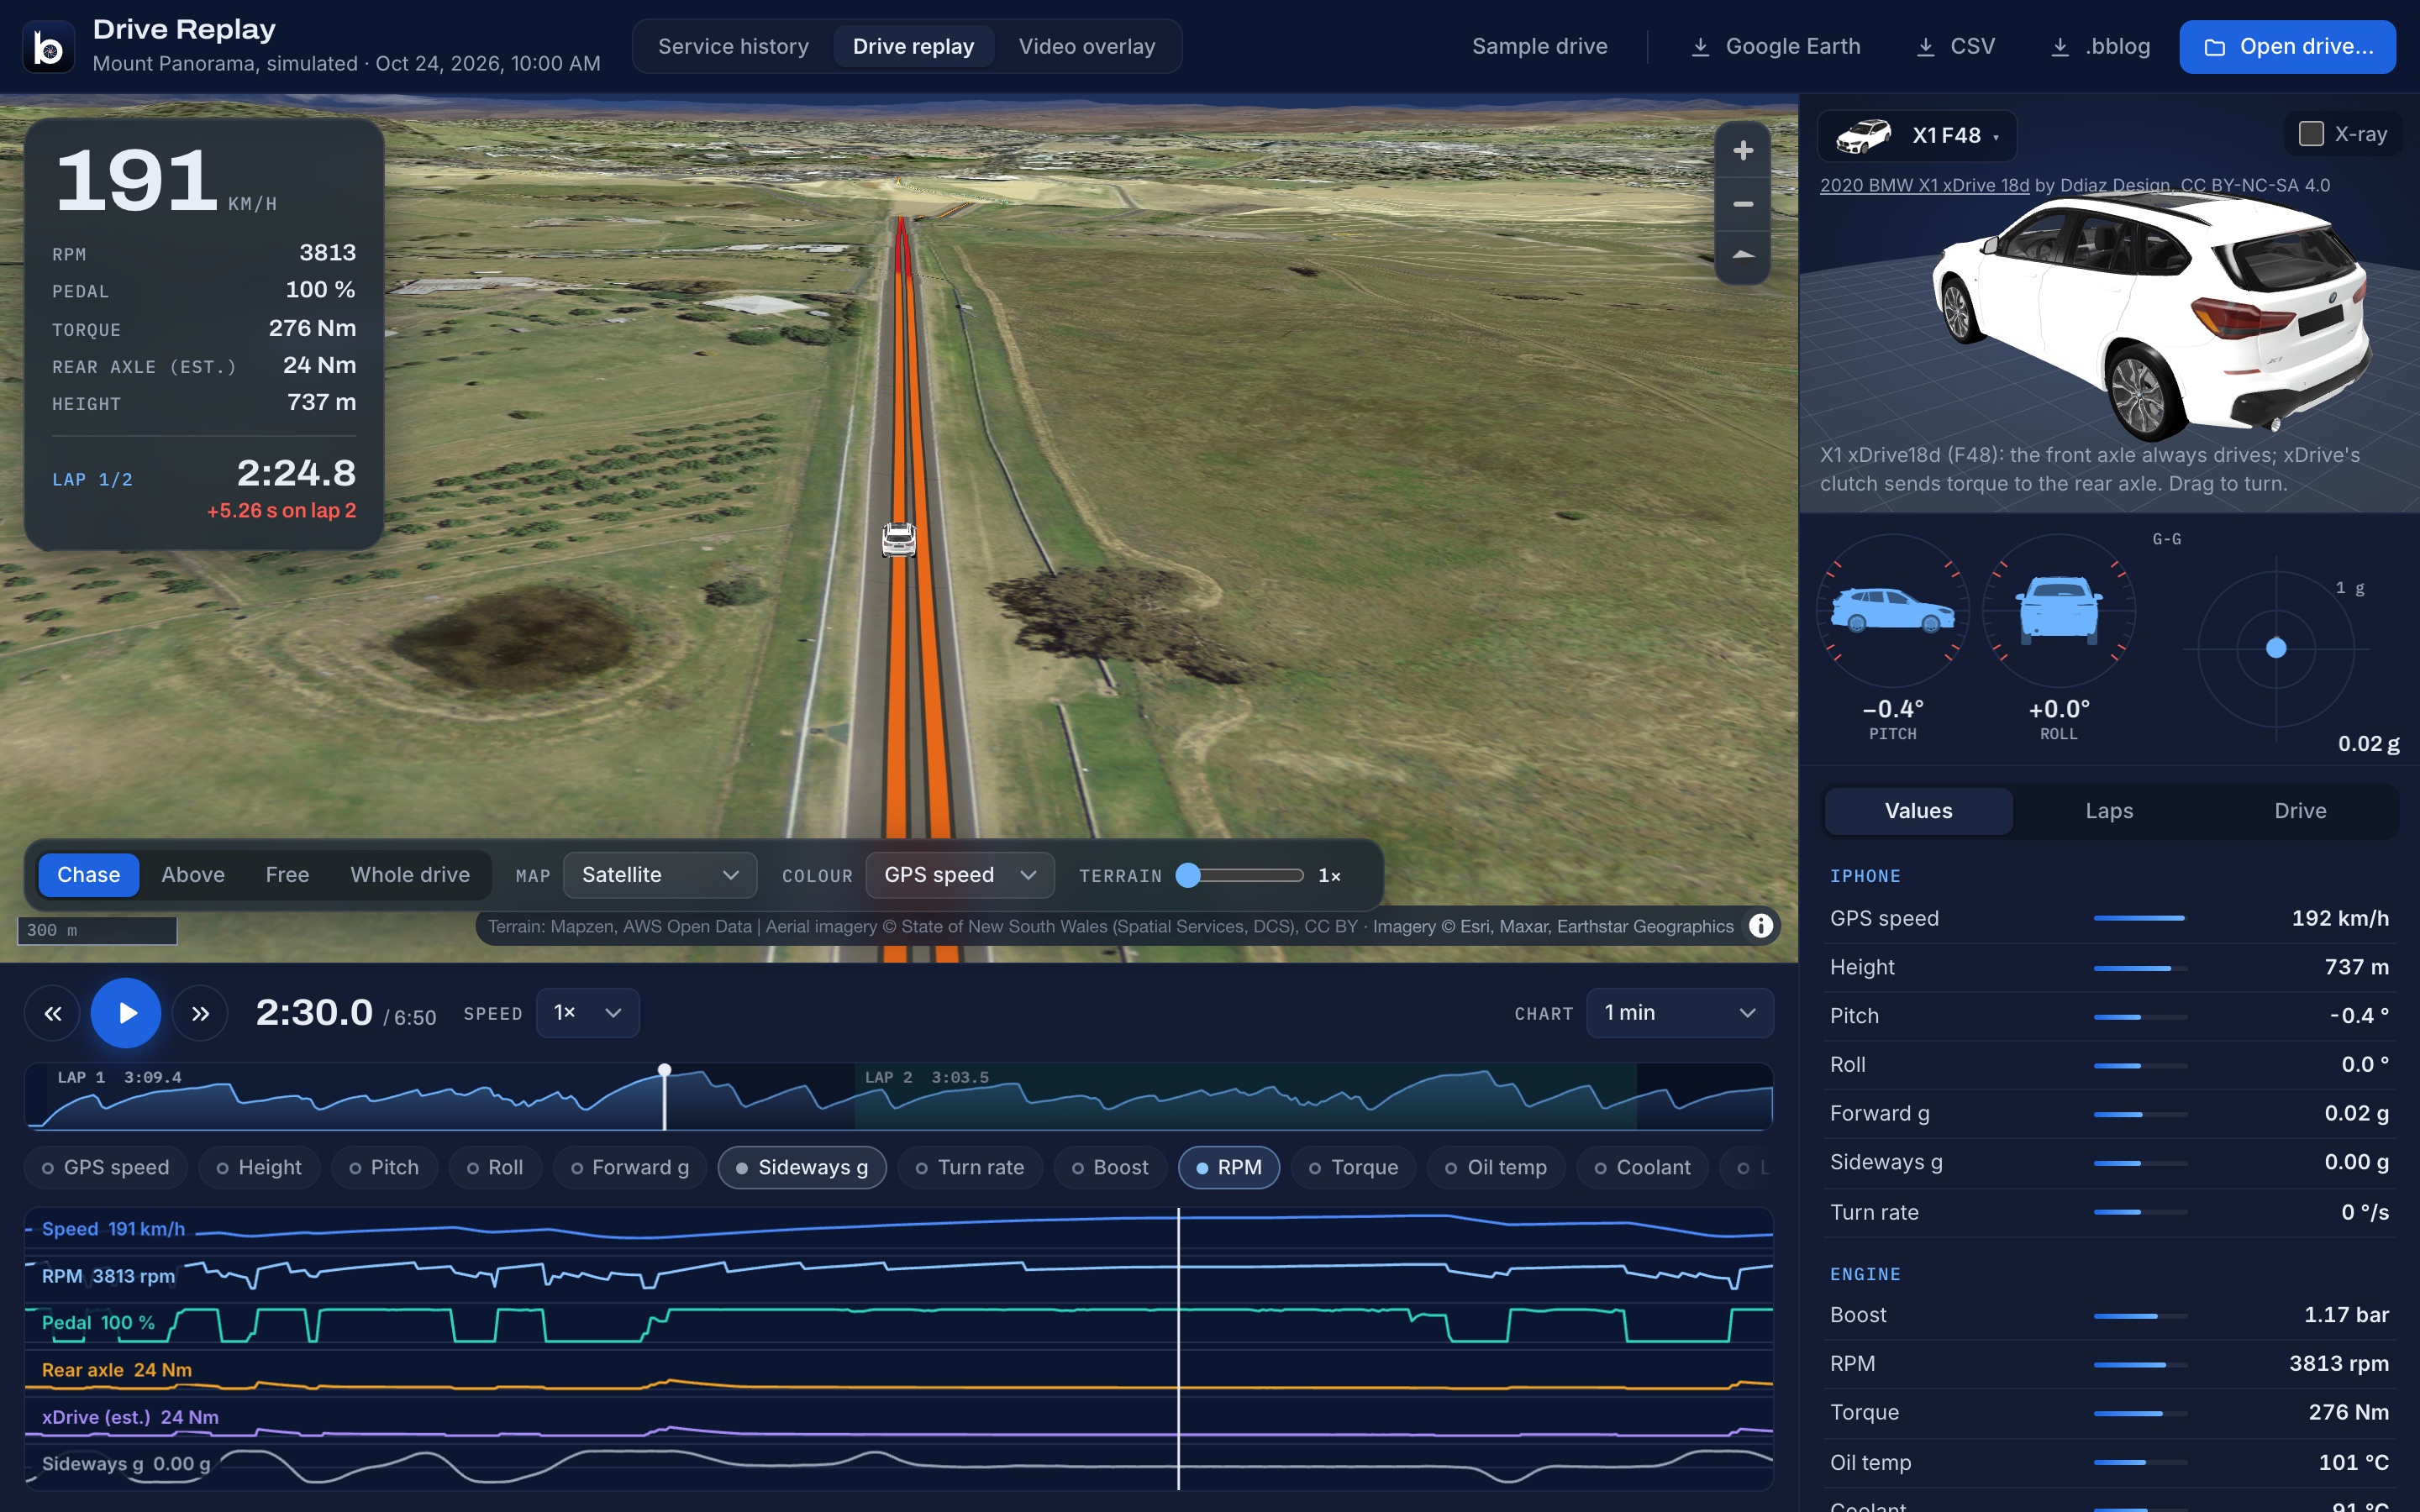 Drive Replay
Mount Panorama, simulated · Oct 24, 2026, 10:00 AM
Service history
Drive replay
Video overlay
Sample drive
Google Earth
CSV
.bblog
Open drive...
191 KM/H
RPM 3813
PEDAL 100 %
TORQUE 276 Nm
REAR AXLE (EST.) 24 Nm
HEIGHT 737 m
LAP 1/2 2:24.8
+5.26 s on lap 2
X1 F48
X-ray
2020 BMW X1 xDrive 18d by Ddiaz Design, CC BY-NC-SA 4.0
X1 xDrive18d (F48): the front axle always drives; xDrive's
clutch sends torque to the rear axle. Drag to turn.
G-G
1 g
−0.4°
PITCH
+0.0°
ROLL
0.02 g
Chase
Above
Free
Whole drive
MAP Satellite
COLOUR GPS speed
TERRAIN 1×
300 m
Terrain: Mapzen, AWS Open Data | Aerial imagery © State of New South Wales (Spatial Services, DCS), CC BY · Imagery © Esri, Maxar, Earthstar Geographics
2:30.0 / 6:50
SPEED 1×
CHART 1 min
LAP 1 3:09.4
LAP 2 3:03.5
GPS speed
Height
Pitch
Roll
Forward g
Sideways g
Turn rate
Boost
RPM
Torque
Oil temp
Coolant
Speed 191 km/h
RPM 3813 rpm
Pedal 100 %
Rear axle 24 Nm
xDrive (est.) 24 Nm
Sideways g 0.00 g
Values
Laps
Drive
IPHONE
GPS speed 192 km/h
Height 737 m
Pitch -0.4 °
Roll 0.0 °
Forward g 0.02 g
Sideways g 0.00 g
Turn rate 0 °/s
ENGINE
Boost 1.17 bar
RPM 3813 rpm
Torque 276 Nm
Oil temp 101 °C
Coolant 91 °C